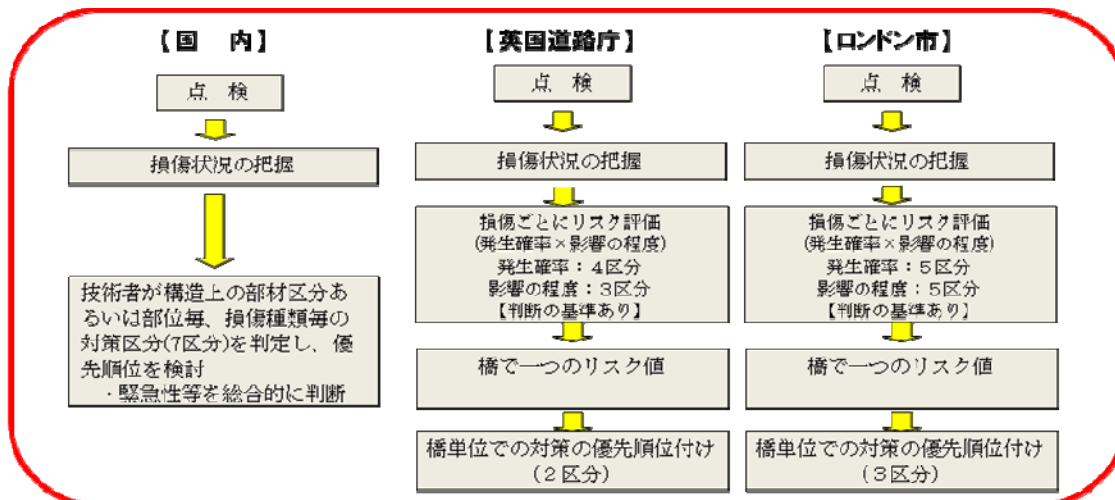 【国　内】
点　検
損傷状況の把握
技術者が構造上の部材区分あ
るいは部位毎、損傷種類毎の
対策区分(7区分)を判定し、優
先順位を検討
・緊急性等を総合的に判断
【英国道路庁】
点　検
損傷状況の把握
損傷ごとにリスク評価
(発生確率×影響の程度)
発生確率：４区分
影響の程度：３区分
【判断の基準あり】
橋で一つのリスク値
橋単位での対策の優先順位付け
(２区分)
【ロンドン市】
点　検
損傷状況の把握
損傷ごとにリスク評価
(発生確率×影響の程度)
発生確率：５区分
影響の程度：５区分
【判断の基準あり】
橋で一つのリスク値
橋単位での対策の優先順位付け
(３区分)